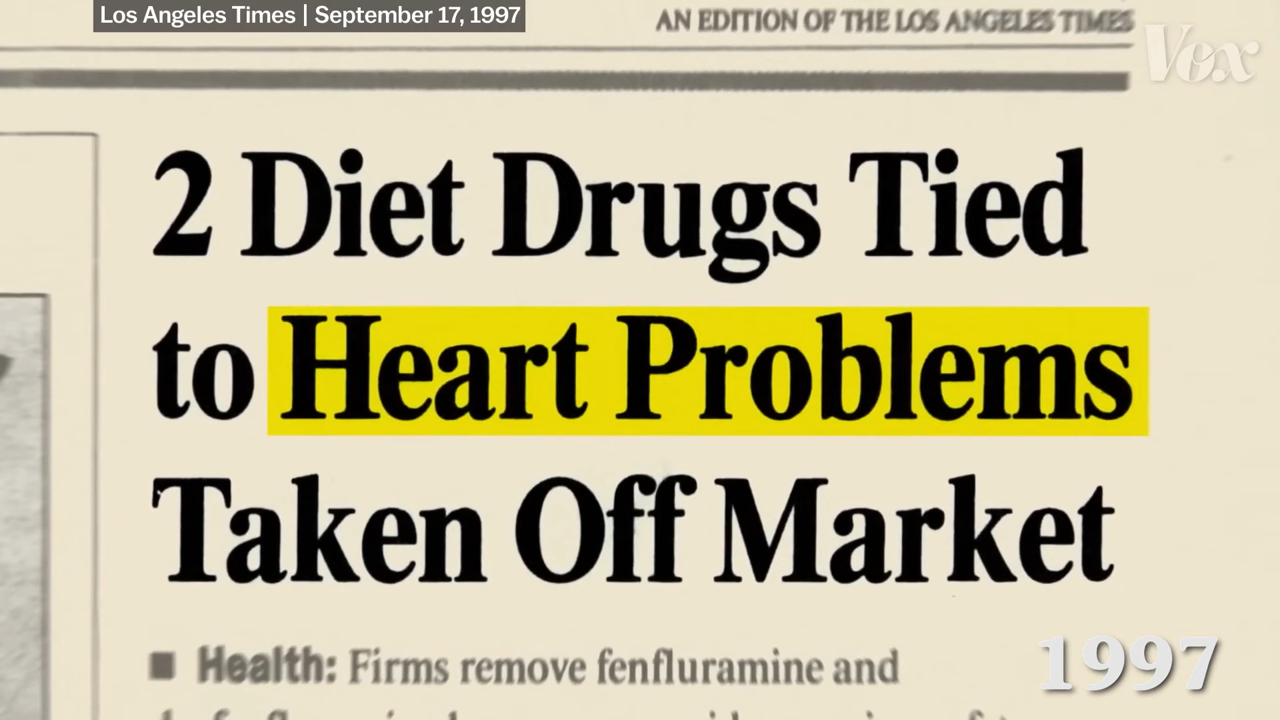 Los Angeles Times | September 17, 1997
AN EDITION OF THE LOS ANGELES TIMES
Vox
2 Diet Drugs Tied
to Heart Problems
Taken Off Market
■ Health: Firms remove fenfluramine and
1997